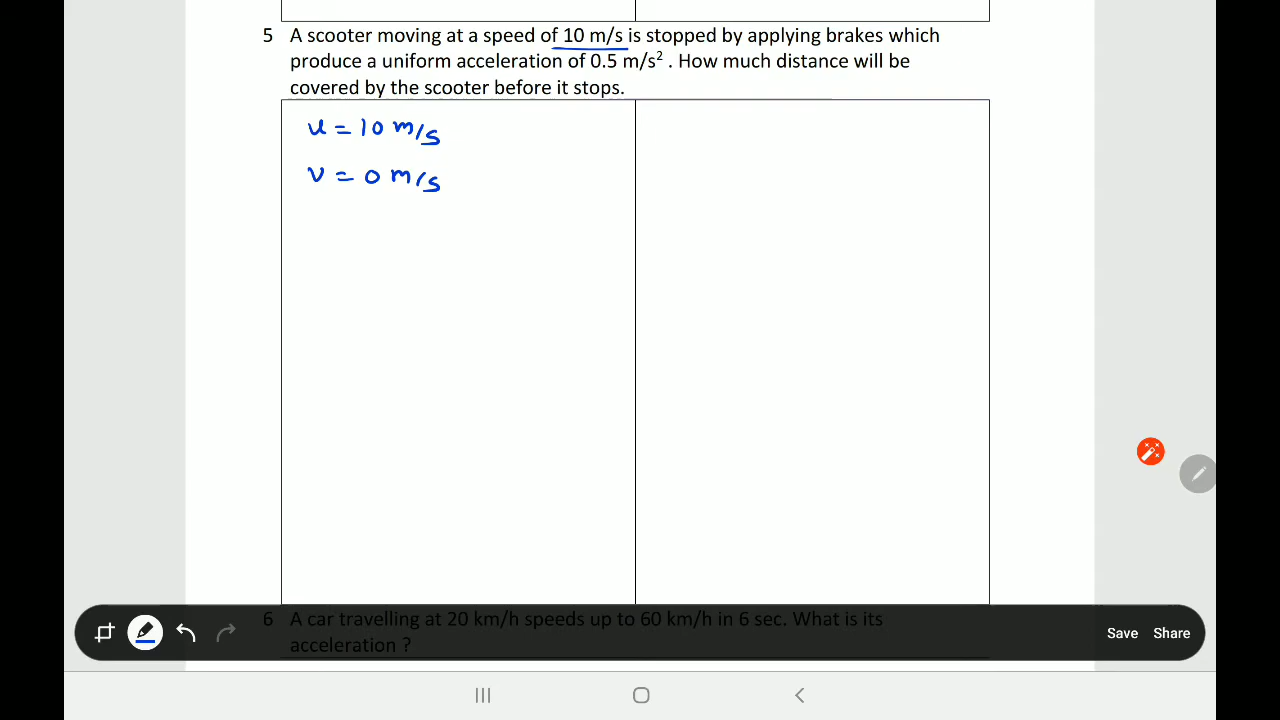 5 A scooter moving at a speed of 10 m/s is stopped by applying brakes which
produce a uniform acceleration of 0.5 m/s² . How much distance will be
covered by the scooter before it stops.
u = 10 m/s
v = 0 m/s
6 A car travelling at 20 km/h speeds up to 60 km/h in 6 sec. What is its
acceleration ?
Save Share